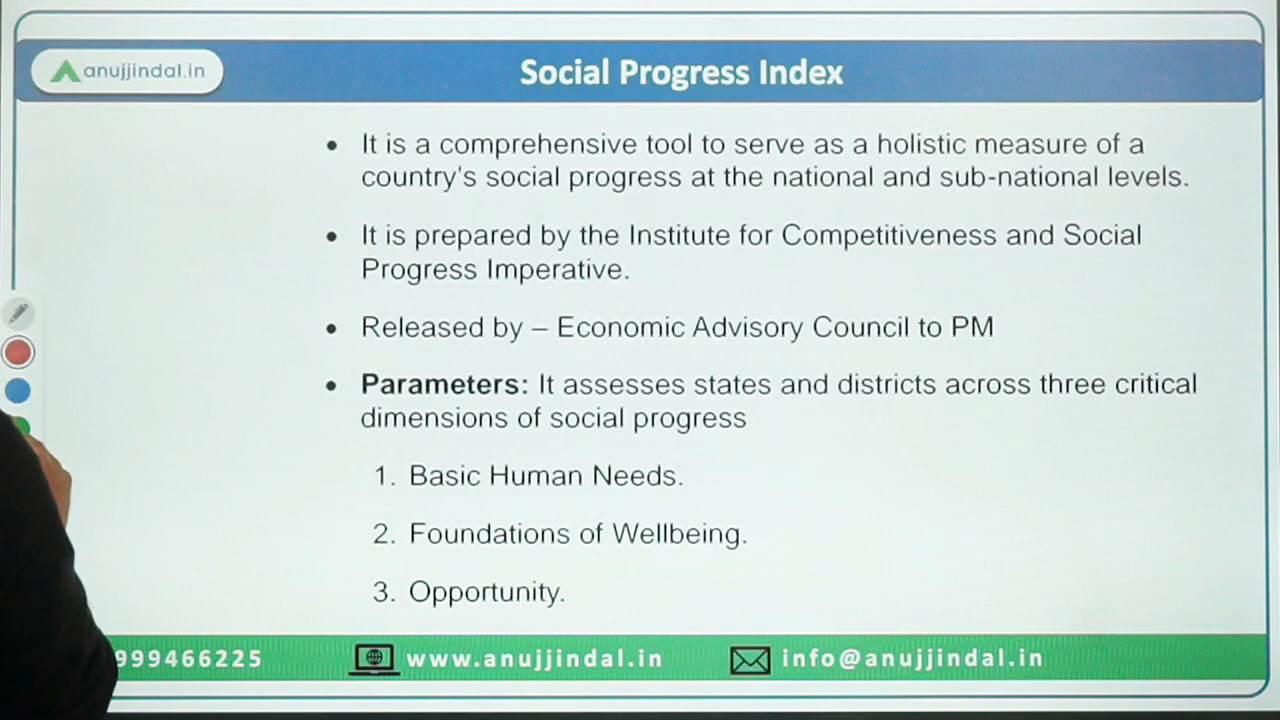 anujjindal.in
Social Progress Index
• It is a comprehensive tool to serve as a holistic measure of a
country's social progress at the national and sub-national levels.
• It is prepared by the Institute for Competitiveness and Social
Progress Imperative.
• Released by – Economic Advisory Council to PM
• Parameters: It assesses states and districts across three critical
dimensions of social progress
1. Basic Human Needs.
2. Foundations of Wellbeing.
3. Opportunity.
999466225 www.anujjindal.in info@anujjindal.in